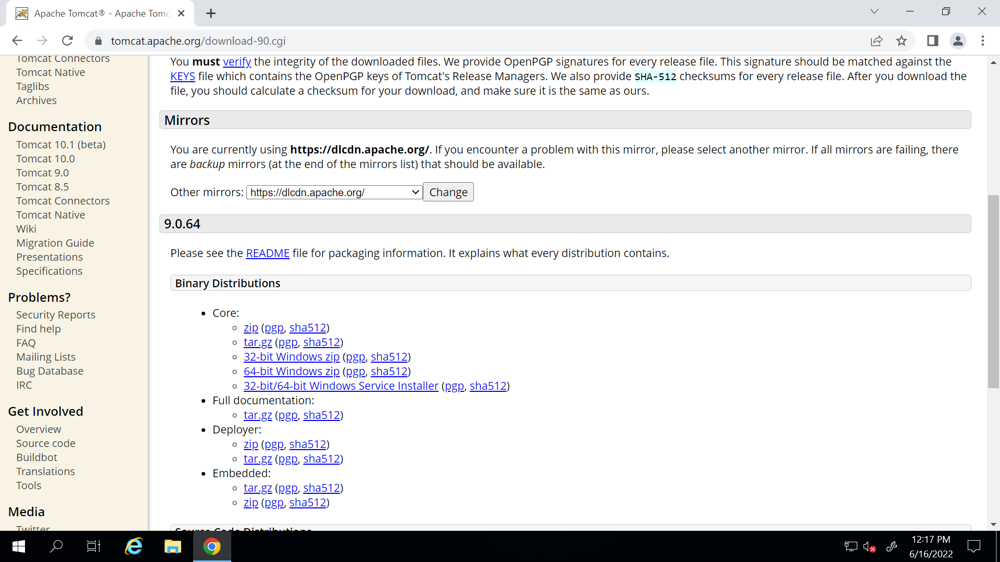 Apache Tomcat® - Apache Tomc
tomcat.apache.org/download-90.cgi
Tomcat Connectors
Tomcat Native
Taglibs
Archives
Documentation
Tomcat 10.1 (beta)
Tomcat 10.0
Tomcat 9.0
Tomcat 8.5
Tomcat Connectors
Tomcat Native
Wiki
Migration Guide
Presentations
Specifications
Problems?
Security Reports
Find help
FAQ
Mailing Lists
Bug Database
IRC
Get Involved
Overview
Source code
Buildbot
Translations
Tools
Media
Twitter
You must verify the integrity of the downloaded files. We provide OpenPGP signatures for every release file. This signature should be matched against the
KEYS file which contains the OpenPGP keys of Tomcat's Release Managers. We also provide SHA-512 checksums for every release file. After you download the
file, you should calculate a checksum for your download, and make sure it is the same as ours.
Mirrors
You are currently using https://dlcdn.apache.org/. If you encounter a problem with this mirror, please select another mirror. If all mirrors are failing, there
are backup mirrors (at the end of the mirrors list) that should be available.
Other mirrors: https://dlcdn.apache.org/ Change
9.0.64
Please see the README file for packaging information. It explains what every distribution contains.
Binary Distributions
• Core:
◦ zip (pgp, sha512)
◦ tar.gz (pgp, sha512)
◦ 32-bit Windows zip (pgp, sha512)
◦ 64-bit Windows zip (pgp, sha512)
◦ 32-bit/64-bit Windows Service Installer (pgp, sha512)
• Full documentation:
◦ tar.gz (pgp, sha512)
• Deployer:
◦ zip (pgp, sha512)
◦ tar.gz (pgp, sha512)
• Embedded:
◦ tar.gz (pgp, sha512)
◦ zip (pgp, sha512)
Source Code Distributions
12:17 PM
6/16/2022